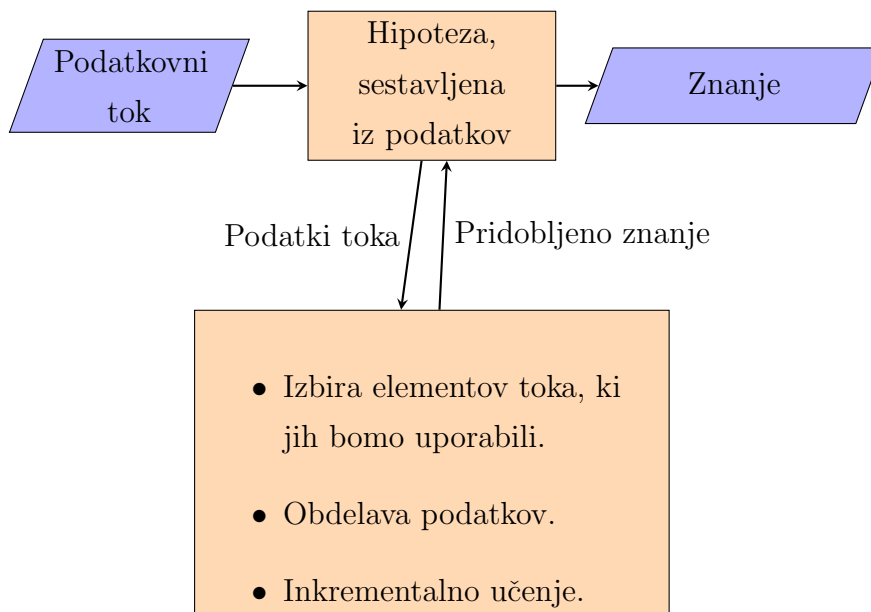 Podatkovni
tok
Hipoteza,
sestavljena
iz podatkov
Znanje
Podatki toka
Pridobljeno znanje
• Izbira elementov toka, ki
jih bomo uporabili.
• Obdelava podatkov.
• Inkrementalno učenje.